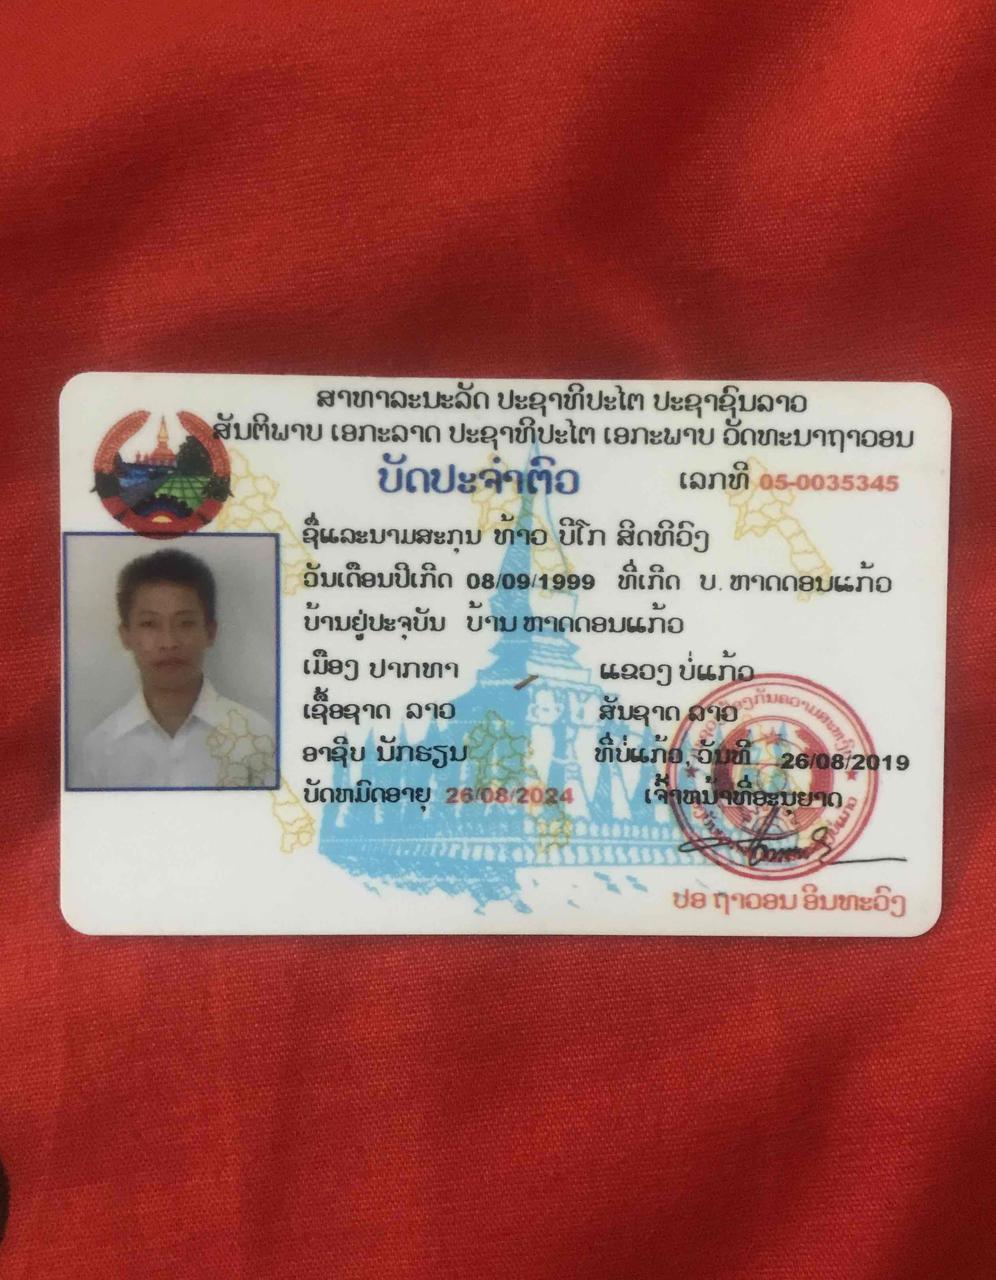 ສາທາລະນະລັດ ປະຊາທິປະໄຕ ປະຊາຊົນລາວ
ສັນຕິພາບ ເອກະລາດ ປະຊາທິປະໄຕ ເອກະພາບ ວັດທະນາຖາວອນ
ບັດປະຈຳຕົວ ເລກທີ 05-0035345
ຊື່ແລະນາມສະກຸນ ທ້າວ ບີໂກ ສິດທິວົງ
ວັນເດືອນປີເກີດ 08/09/1999 ທີ່ເກີດ ບ. ຫາດດອນແກ້ວ
ບ້ານຢູ່ປະຈຸບັນ ບ້ານ ຫາດດອນແກ້ວ
ເມືອງ ປາກທາ ແຂວງ ບໍ່ແກ້ວ
ເຊື້ອຊາດ ລາວ ສັນຊາດ ລາວ
ອາຊີບ ນັກຮຽນ ທີ່ບໍ່ແກ້ວ, ວັນທີ 26/08/2019
ບັດຫມົດອາຍຸ 26/08/2024 ເຈົ້າຫນ້າທີ່ອະນຸຍາດ
ປອ ຖາວອນ ອິນທະວົງ